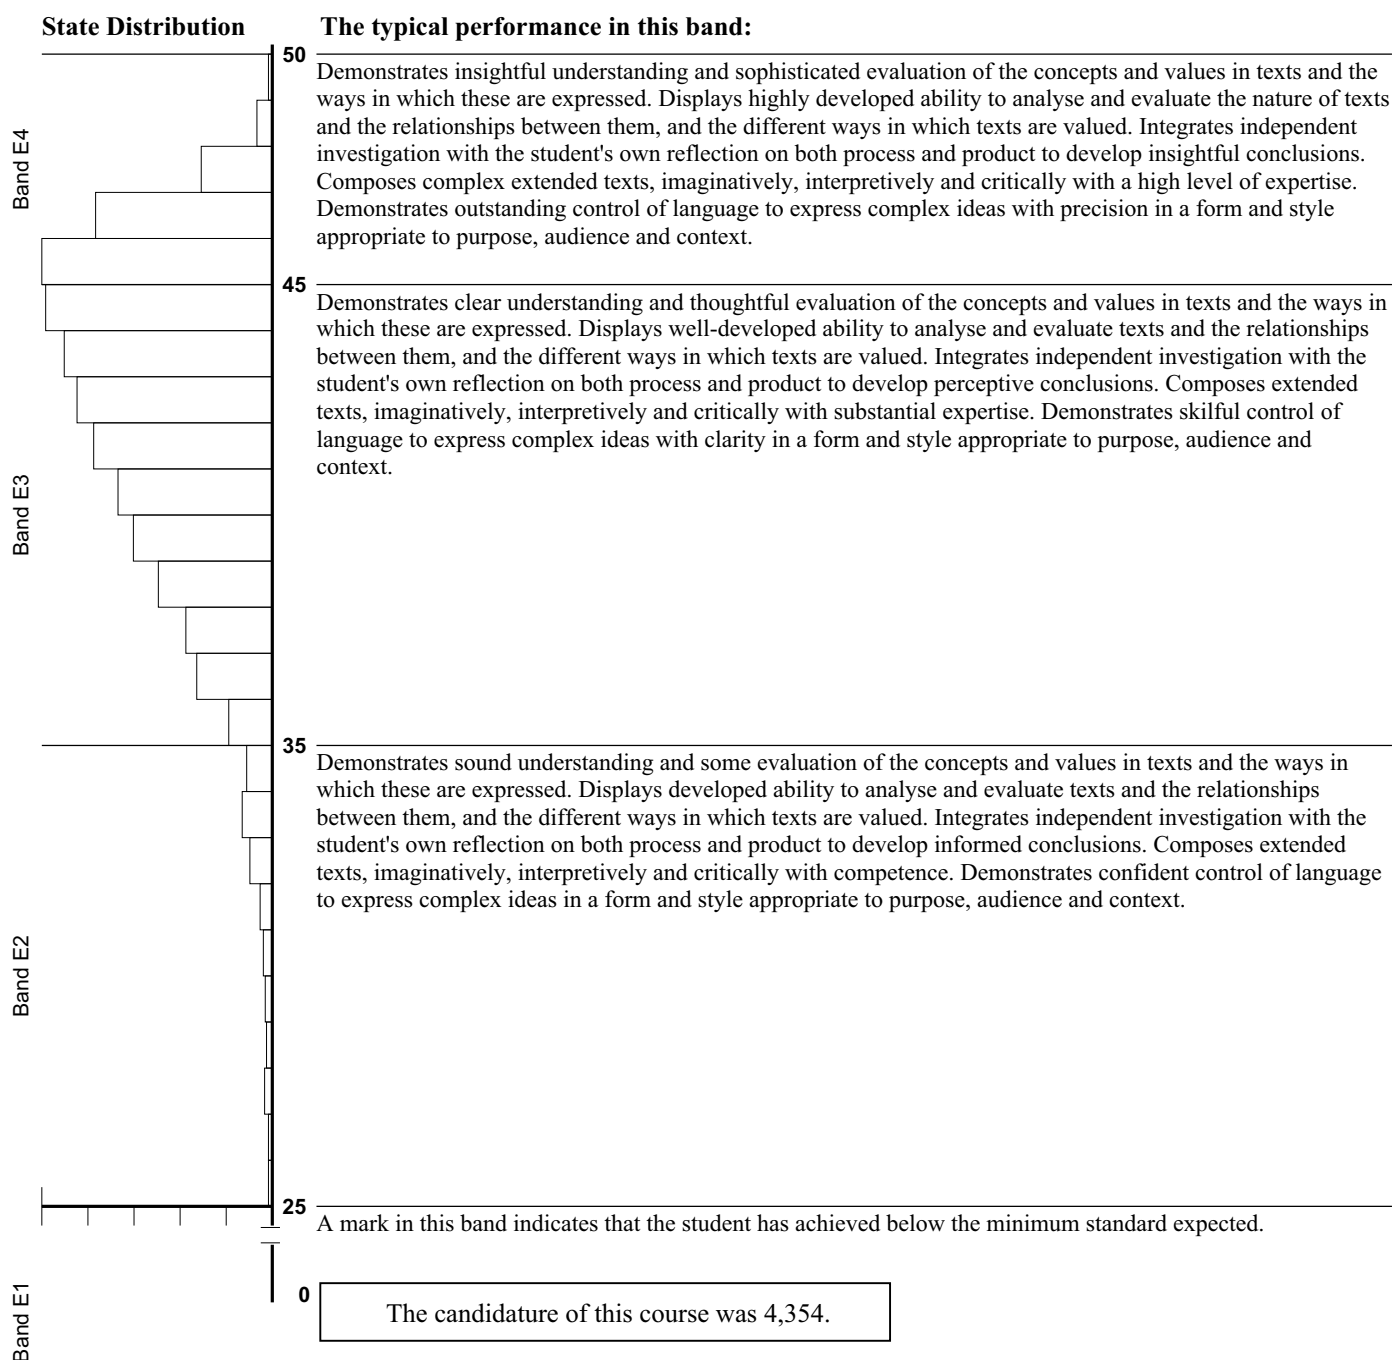 State Distribution
The typical performance in this band:
50
Band E4
Demonstrates insightful understanding and sophisticated evaluation of the concepts and values in texts and the
ways in which these are expressed. Displays highly developed ability to analyse and evaluate the nature of texts
and the relationships between them, and the different ways in which texts are valued. Integrates independent
investigation with the student's own reflection on both process and product to develop insightful conclusions.
Composes complex extended texts, imaginatively, interpretively and critically with a high level of expertise.
Demonstrates outstanding control of language to express complex ideas with precision in a form and style
appropriate to purpose, audience and context.
45
Band E3
Demonstrates clear understanding and thoughtful evaluation of the concepts and values in texts and the ways in
which these are expressed. Displays well-developed ability to analyse and evaluate texts and the relationships
between them, and the different ways in which texts are valued. Integrates independent investigation with the
student's own reflection on both process and product to develop perceptive conclusions. Composes extended
texts, imaginatively, interpretively and critically with substantial expertise. Demonstrates skilful control of
language to express complex ideas with clarity in a form and style appropriate to purpose, audience and
context.
35
Band E2
Demonstrates sound understanding and some evaluation of the concepts and values in texts and the ways in
which these are expressed. Displays developed ability to analyse and evaluate texts and the relationships
between them, and the different ways in which texts are valued. Integrates independent investigation with the
student's own reflection on both process and product to develop informed conclusions. Composes extended
texts, imaginatively, interpretively and critically with competence. Demonstrates confident control of language
to express complex ideas in a form and style appropriate to purpose, audience and context.
25
Band E1
A mark in this band indicates that the student has achieved below the minimum standard expected.
0
The candidature of this course was 4,354.